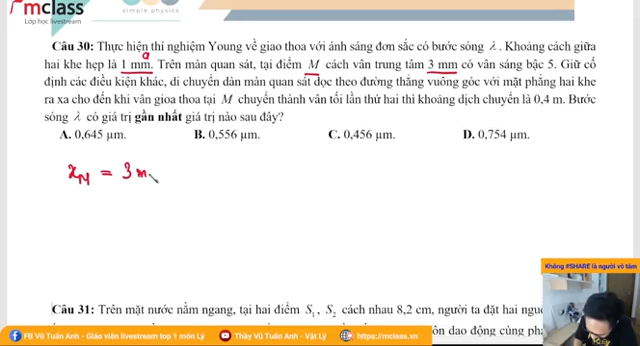 mclass
Lớp học livestream
simple physics
Câu 30: Thực hiện thí nghiệm Young về giao thoa với ánh sáng đơn sắc có bước sóng λ. Khoảng cách giữa
a
hai khe hẹp là 1 mm. Trên màn quan sát, tại điểm M cách vân trung tâm 3 mm có vân sáng bậc 5. Giữ cố
định các điều kiện khác, di chuyển dần màn quan sát dọc theo đường thẳng vuông góc với mặt phẳng hai khe
ra xa cho đến khi vân gioa thoa tại M chuyển thành vân tối lần thứ hai thì khoảng dịch chuyển là 0,4 m. Bước
sóng λ có giá trị gần nhất giá trị nào sau đây?
A. 0,645 μm. B. 0,556 μm. C. 0,456 μm. D. 0,754 μm.
x_M = 3 m
Không #SHARE là người vô tâm
Câu 31: Trên mặt nước nằm ngang, tại hai điểm S₁, S₂ cách nhau 8,2 cm, người ta đặt hai
FB Vũ Tuấn Anh - Giáo viên livestream top 1 môn Lý Thầy Vũ Tuấn Anh - Vật Lý https://mclass.vn
dao động cùng